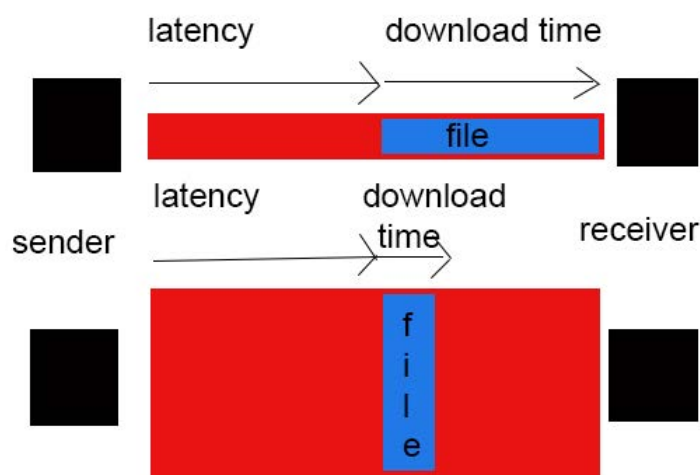 latency download time
file
latency download
time
sender receiver
f
i
l
e